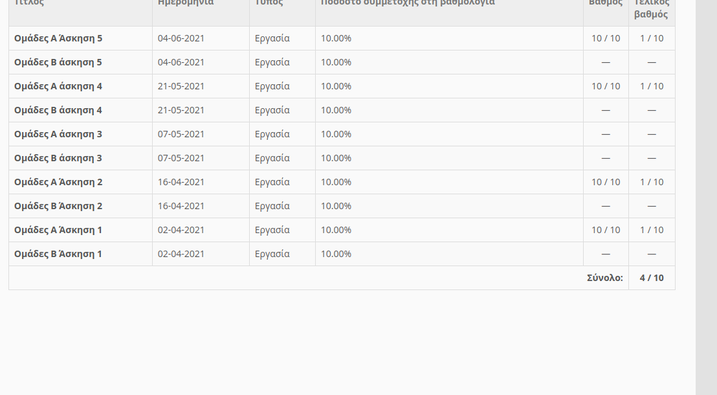 Τίτλος Ημερομηνία Τύπος Ποσοστό συμμετοχής στη βαθμολογία Βαθμός Τελικός βαθμός
Ομάδες Α Άσκηση 5 04-06-2021 Εργασία 10.00% 10 / 10 1 / 10
Ομάδες Β άσκηση 5 04-06-2021 Εργασία 10.00% — —
Ομάδες Α άσκηση 4 21-05-2021 Εργασία 10.00% 10 / 10 1 / 10
Ομάδες Β άσκηση 4 21-05-2021 Εργασία 10.00% — —
Ομάδες Α άσκηση 3 07-05-2021 Εργασία 10.00% — —
Ομάδες Β άσκηση 3 07-05-2021 Εργασία 10.00% — —
Ομάδες Α Άσκηση 2 16-04-2021 Εργασία 10.00% 10 / 10 1 / 10
Ομάδες Β Άσκηση 2 16-04-2021 Εργασία 10.00% — —
Ομάδες Α Άσκηση 1 02-04-2021 Εργασία 10.00% 10 / 10 1 / 10
Ομάδες Β Άσκηση 1 02-04-2021 Εργασία 10.00% — —
Σύνολο: 4 / 10